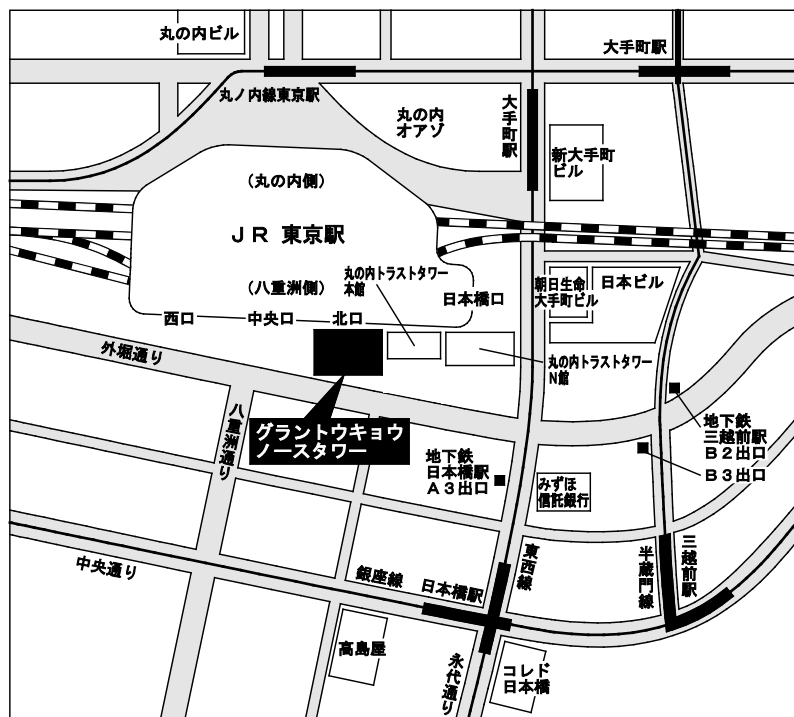 丸の内ビル
大手町駅
丸ノ内線東京駅
丸の内
オアゾ
大手町駅
新大手町
ビル
（丸の内側）
ＪＲ 東京駅
（八重洲側）
丸の内トラストタワー
本館
日本橋口
朝日生命
大手町ビル
日本ビル
西口
中央口
北口
外堀通り
丸の内トラストタワー
N館
八重洲通り
グラントウキョウ
ノースタワー
地下鉄
三越前駅
Ｂ２出口
Ｂ３出口
地下鉄
日本橋駅
Ａ３出口
みずほ
信託銀行
中央通り
銀座線
日本橋駅
東西線
半蔵門線
三越前駅
高島屋
永代通り
コレド
日本橋